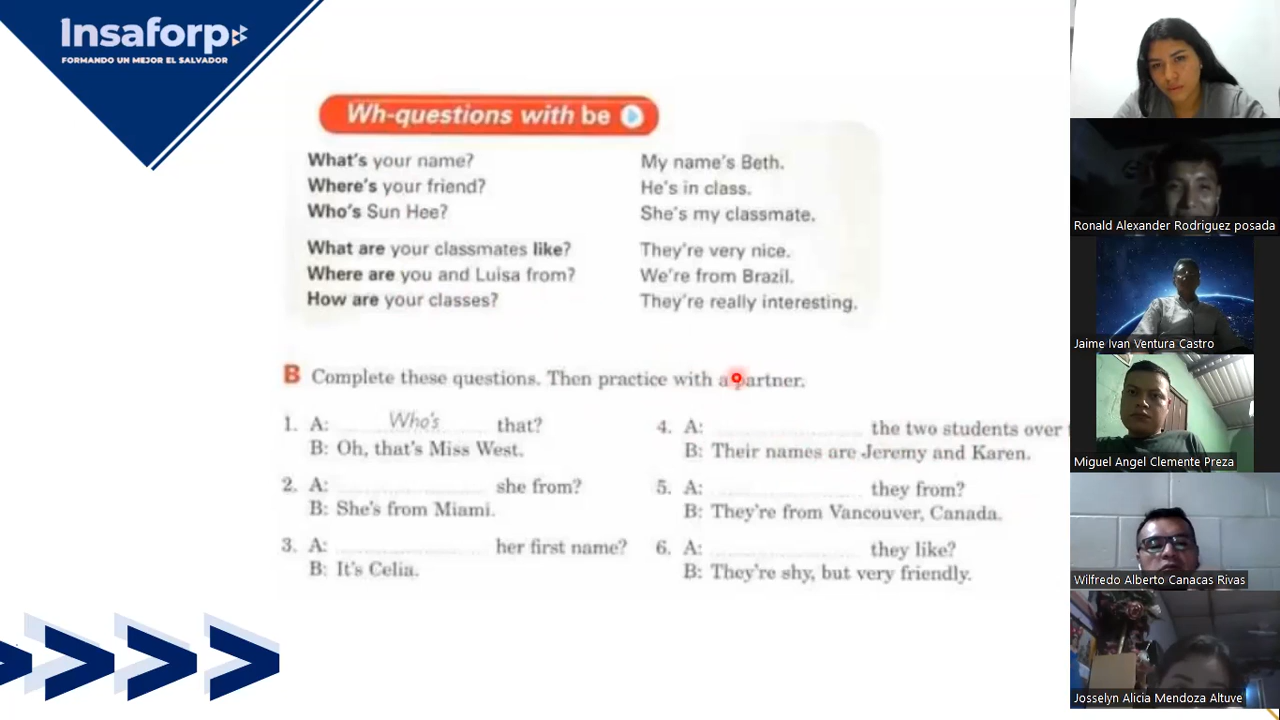 Insaforp
FORMANDO UN MEJOR EL SALVADOR
Wh-questions with be
What's your name? My name's Beth.
Where's your friend? He's in class.
Who's Sun Hee? She's my classmate.
What are your classmates like? They're very nice.
Where are you and Luisa from? We're from Brazil.
How are your classes? They're really interesting.
B Complete these questions. Then practice with a partner.
1. A: Who's that?
B: Oh, that's Miss West.
2. A: she from?
B: She's from Miami.
3. A: her first name?
B: It's Celia.
4. A: the two students over
B: Their names are Jeremy and Karen.
5. A: they from?
B: They're from Vancouver, Canada.
6. A: they like?
B: They're shy, but very friendly.
Ronald Alexander Rodriguez posada
Jaime Ivan Ventura Castro
Miguel Angel Clemente Preza
Wilfredo Alberto Canacas Rivas
Josselyn Alicia Mendoza Altuve